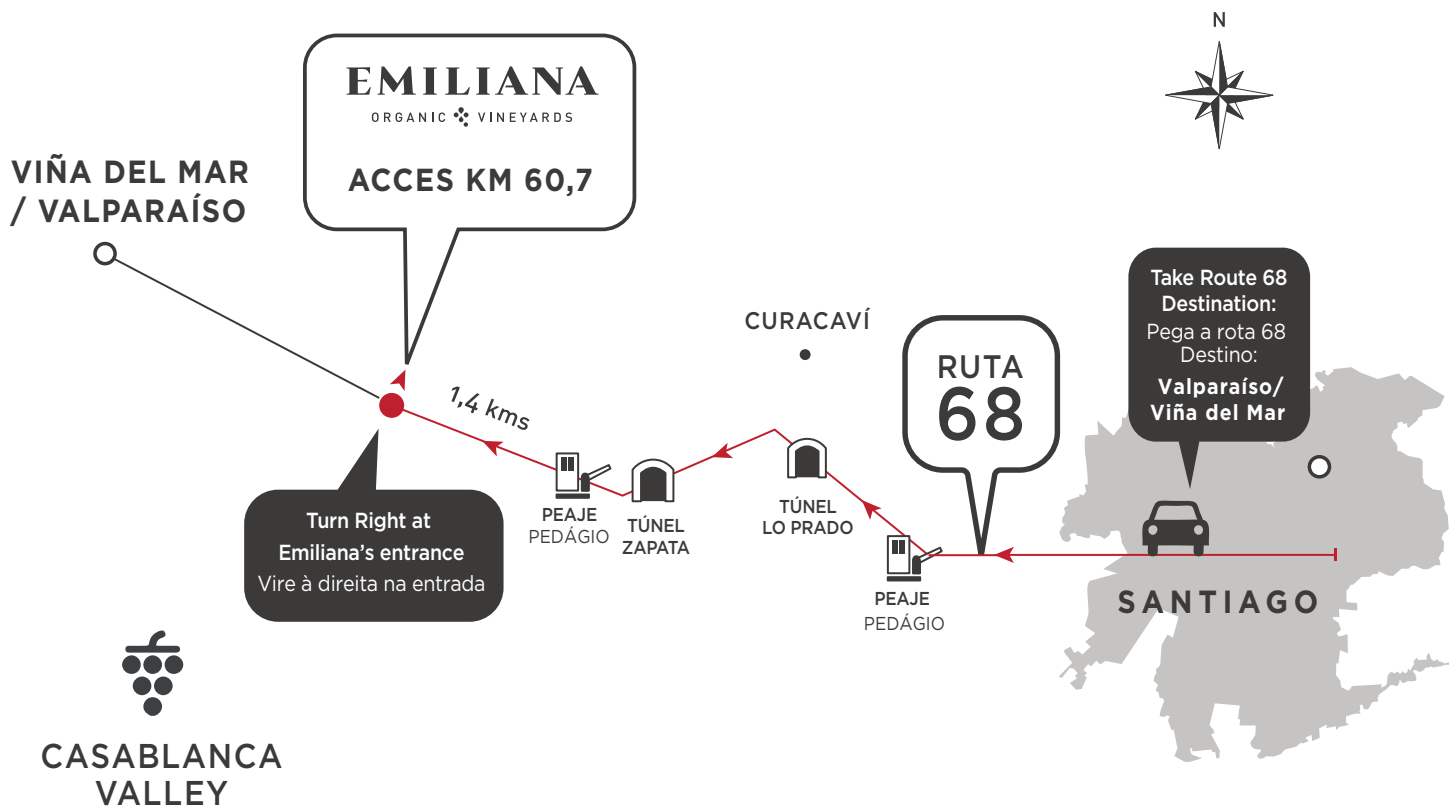 N
EMILIANA
ORGANIC VINEYARDS
ACCES KM 60,7
VIÑA DEL MAR
/ VALPARAÍSO
Take Route 68
Destination:
Pega a rota 68
Destino:
Valparaíso/
Viña del Mar
CURACAVÍ
RUTA
68
1,4 kms
Turn Right at
Emiliana's entrance
Vire à direita na entrada
PEAJE
PEDÁGIO
TÚNEL
ZAPATA
TÚNEL
LO PRADO
PEAJE
PEDÁGIO
SANTIAGO
CASABLANCA
VALLEY